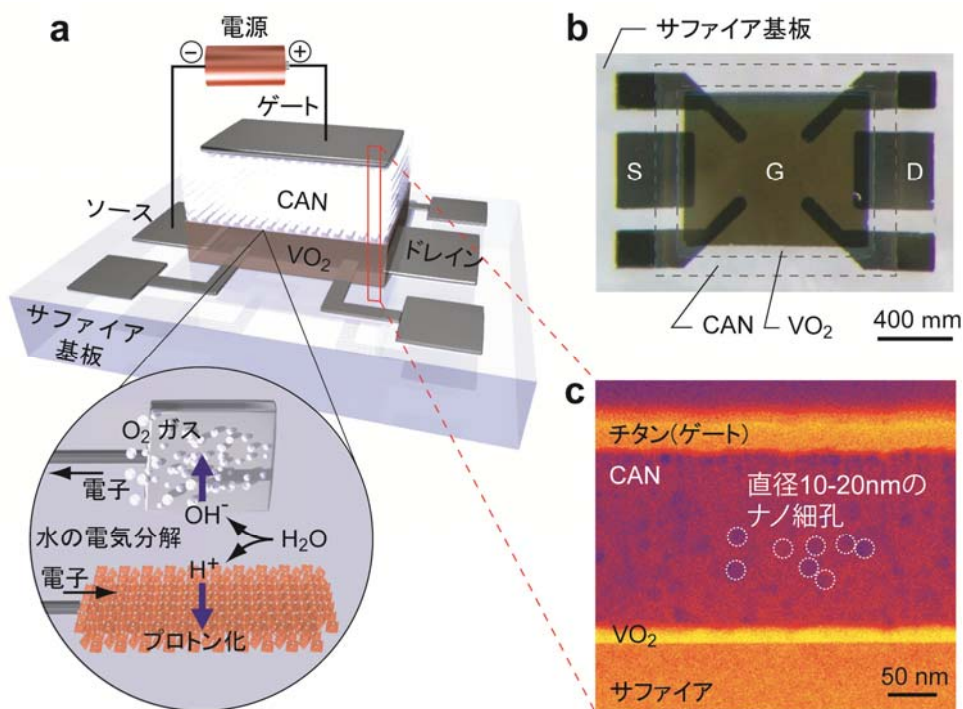 a
電源
⊖
⊕
ゲート
CAN
ソース
VO₂
ドレイン
サファイア
基板
O₂ ガス
電子
OH⁻
水の電気分解
H₂O
H⁺
電子
プロトン化
b
サファイア基板
S
G
D
CAN
VO₂
400 mm
c
チタン(ゲート)
CAN
直径10-20nmの
ナノ細孔
VO₂
サファイア
50 nm